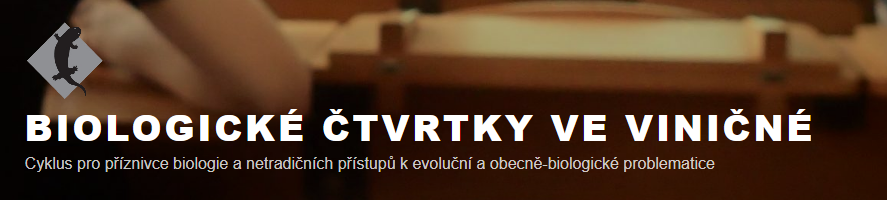 BIOLOGICKÉ ČTVRTKY VE VINIČNÉ
Cyklus pro příznivce biologie a netradičních přístupů k evoluční a obecně-biologické problematice